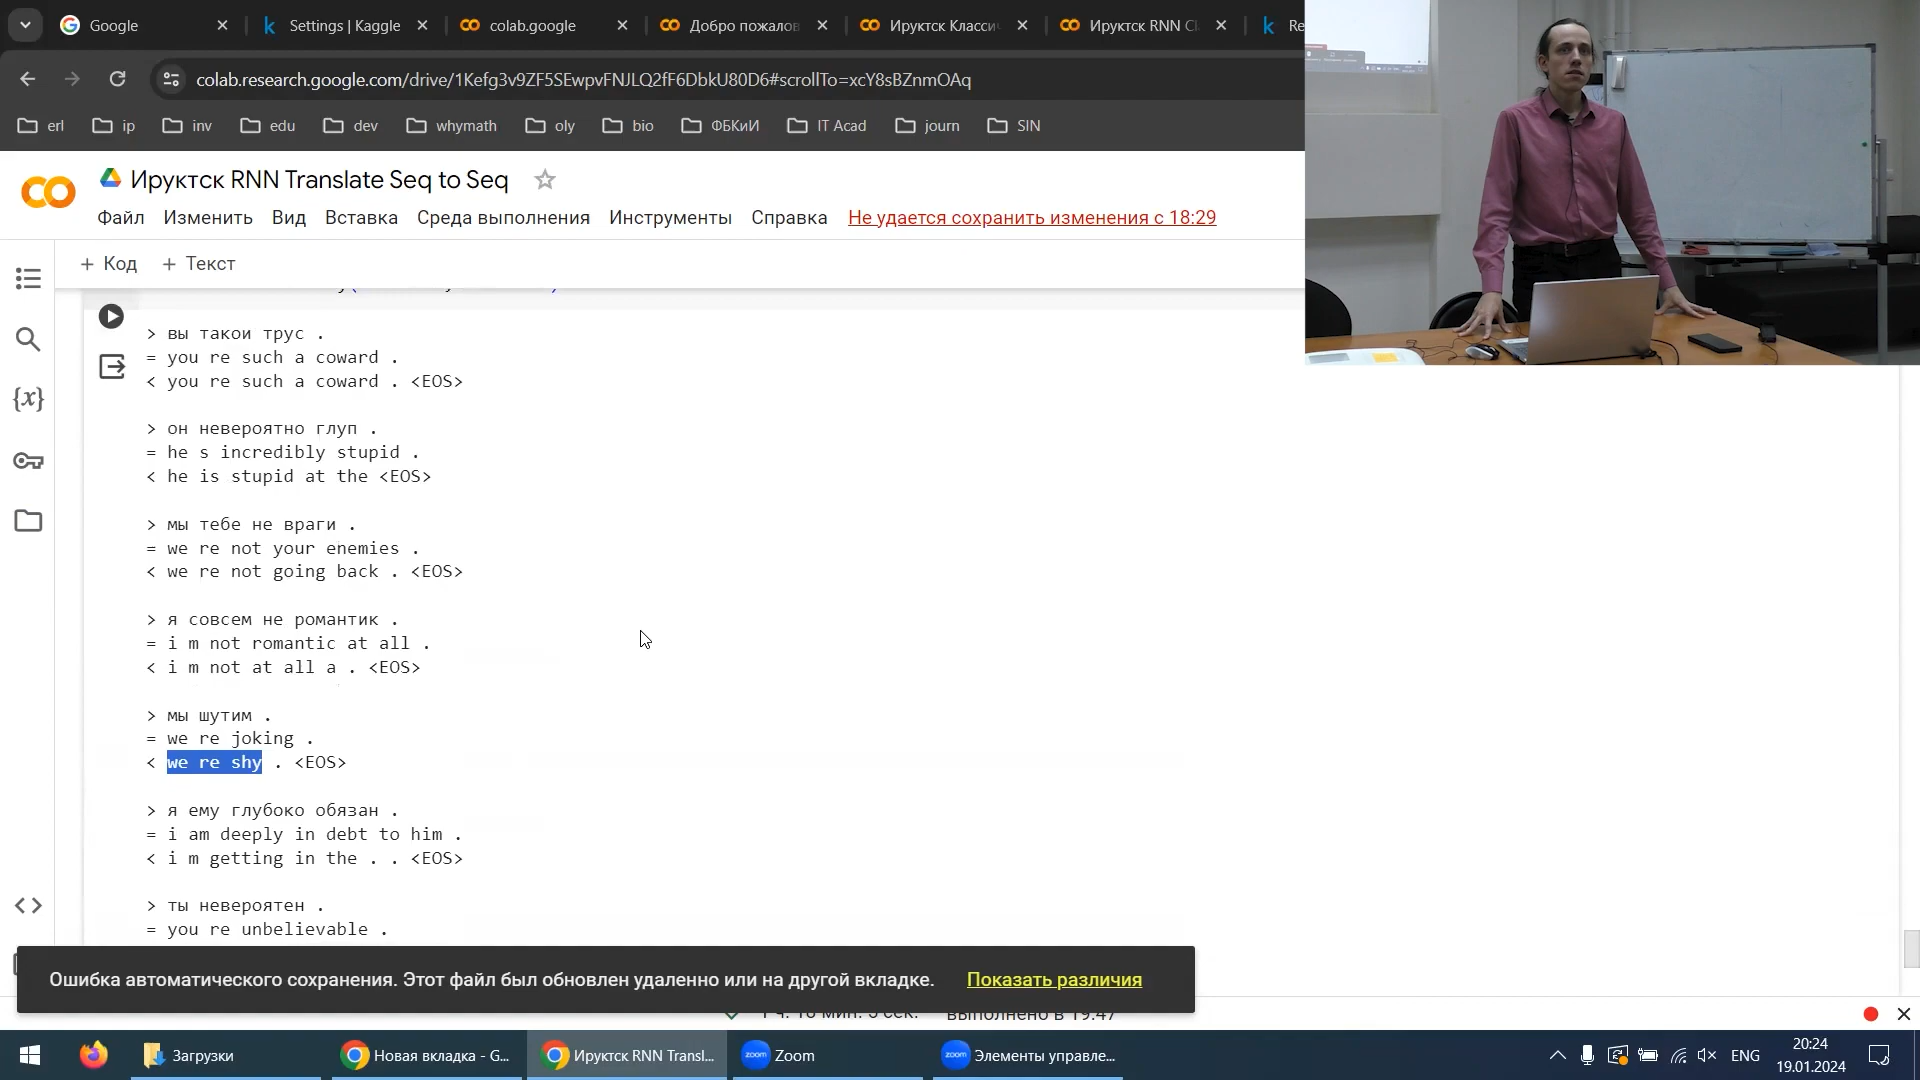 Google
Settings | Kaggle
colab.google
Добро пожалов
Ируктск Класси
Ируктск RNN Cl
Re
colab.research.google.com/drive/1Kefg3v9ZF5SEwpvFNJLQ2fF6DbkU80D6#scrollTo=xcY8sBZnmOAq
erl ip inv edu dev whymath oly bio ФБКиИ IT Acad journ SIN
Ируктск RNN Translate Seq to Seq
Файл Изменить Вид Вставка Среда выполнения Инструменты Справка Не удается сохранить изменения с 18:29
+ Код + Текст
> вы такои трус .
= you re such a coward .
< you re such a coward . <EOS>
> он невероятно глуп .
= he s incredibly stupid .
< he is stupid at the <EOS>
> мы тебе не враги .
= we re not your enemies .
< we re not going back . <EOS>
> я совсем не романтик .
= i m not romantic at all .
< i m not at all a . <EOS>
> мы шутим .
= we re joking .
< we re shy . <EOS>
> я ему глубоко обязан .
= i am deeply in debt to him .
< i m getting in the . . <EOS>
> ты невероятен .
= you re unbelievable .
Ошибка автоматического сохранения. Этот файл был обновлен удаленно или на другой вкладке. Показать различия
выполнено в 19:47
Загрузки
Новая вкладка - G...
Ируктск RNN Transl...
Zoom
Элементы управле...
ENG
20:24
19.01.2024